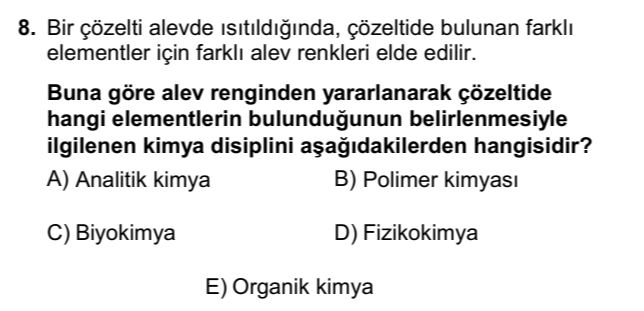 8. Bir çözelti alevde ısıtıldığında, çözeltide bulunan farklı
elementler için farklı alev renkleri elde edilir.
Buna göre alev renginden yararlanarak çözeltide
hangi elementlerin bulunduğunun belirlenmesiyle
ilgilenen kimya disiplini aşağıdakilerden hangisidir?
A) Analitik kimya B) Polimer kimyası
C) Biyokimya D) Fizikokimya
E) Organik kimya